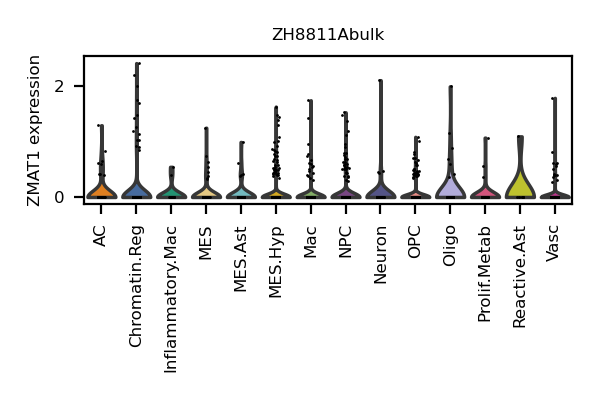 ZH8811Abulk
ZMAT1 expression
2
0
AC
Chromatin.Reg
Inflammatory.Mac
MES
MES.Ast
MES.Hyp
Mac
NPC
Neuron
OPC
Oligo
Prolif.Metab
Reactive.Ast
Vasc